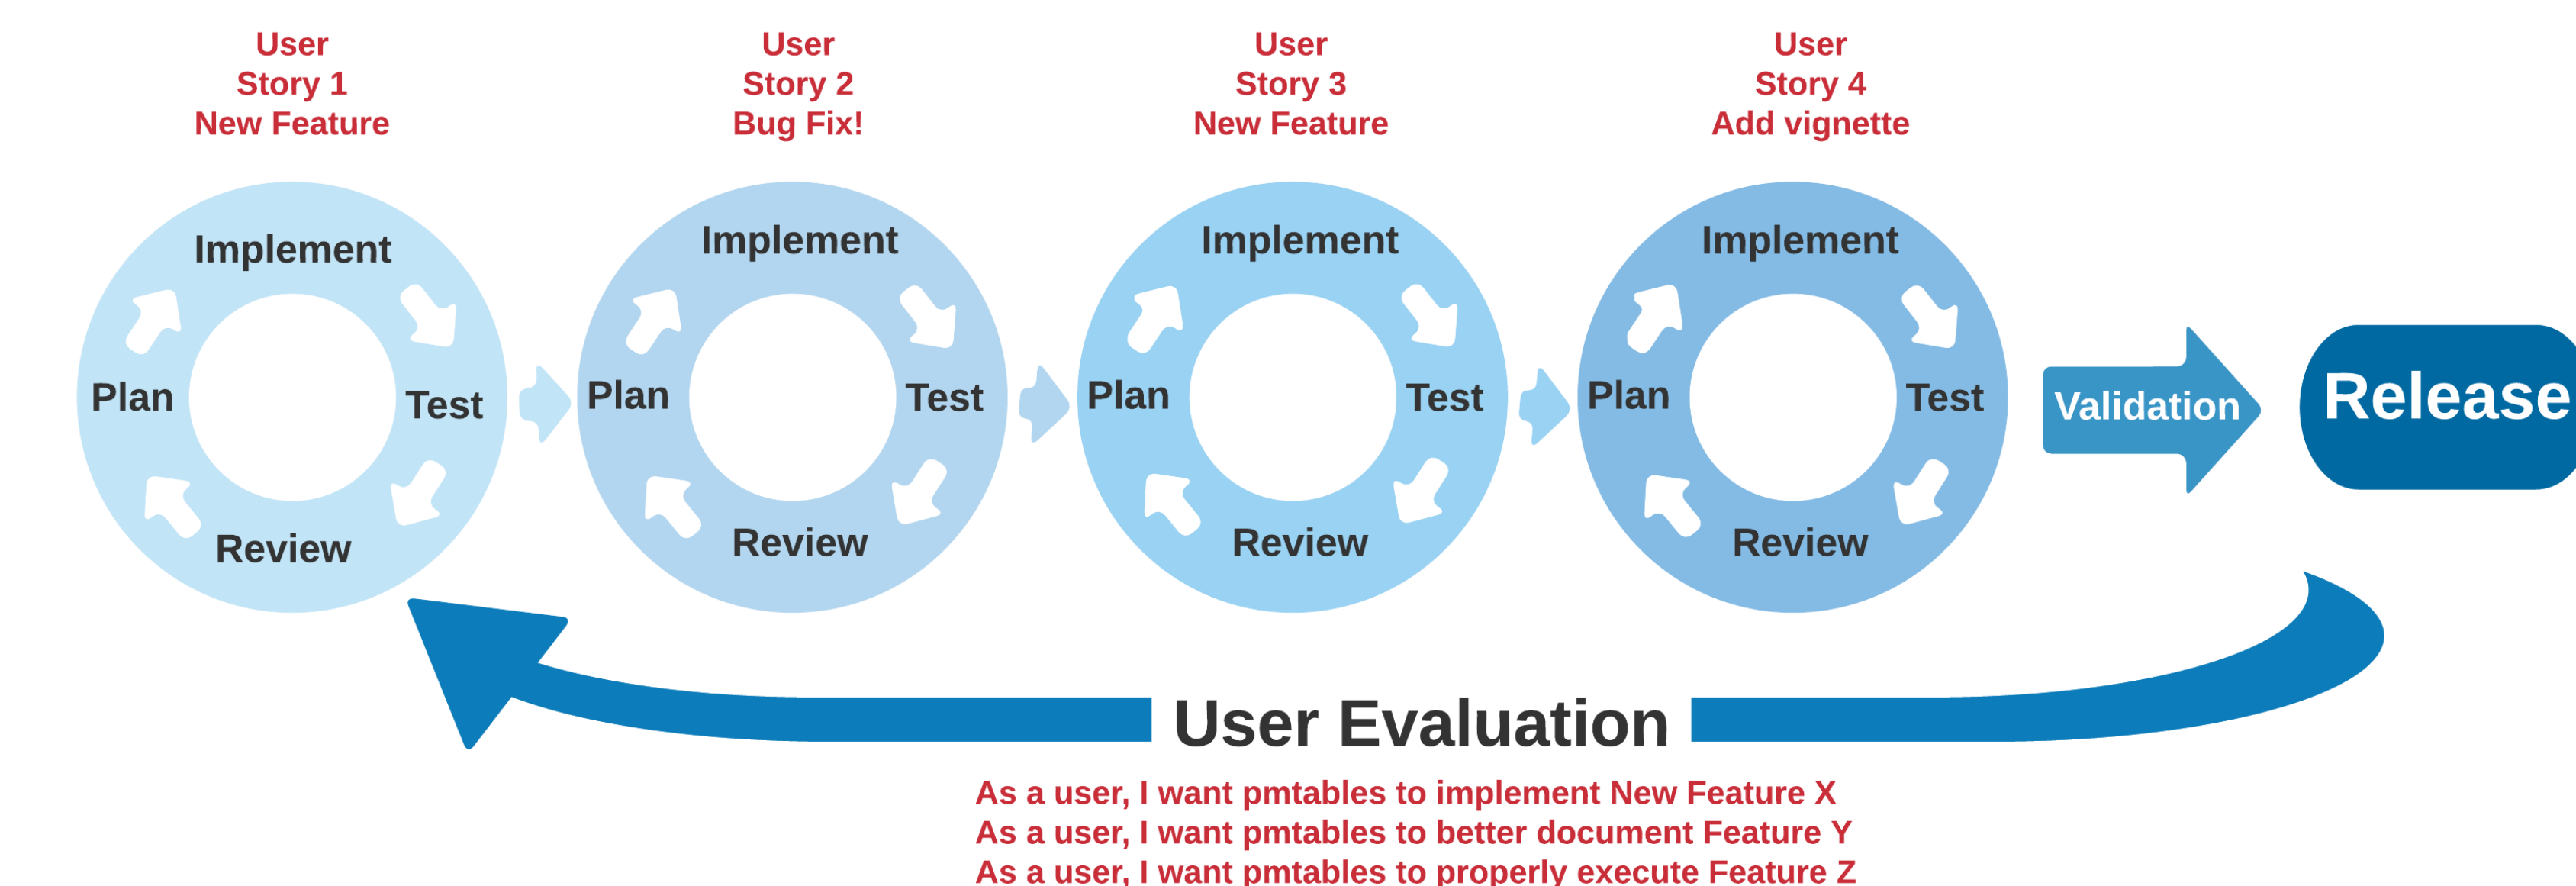 User
Story 1
New Feature
User
Story 2
Bug Fix!
User
Story 3
New Feature
User
Story 4
Add vignette
Implement
Plan
Test
Review
Implement
Plan
Test
Review
Implement
Plan
Test
Review
Implement
Plan
Test
Review
Validation
Release
User Evaluation
As a user, I want pmtables to implement New Feature X
As a user, I want pmtables to better document Feature Y
As a user, I want pmtables to properly execute Feature Z